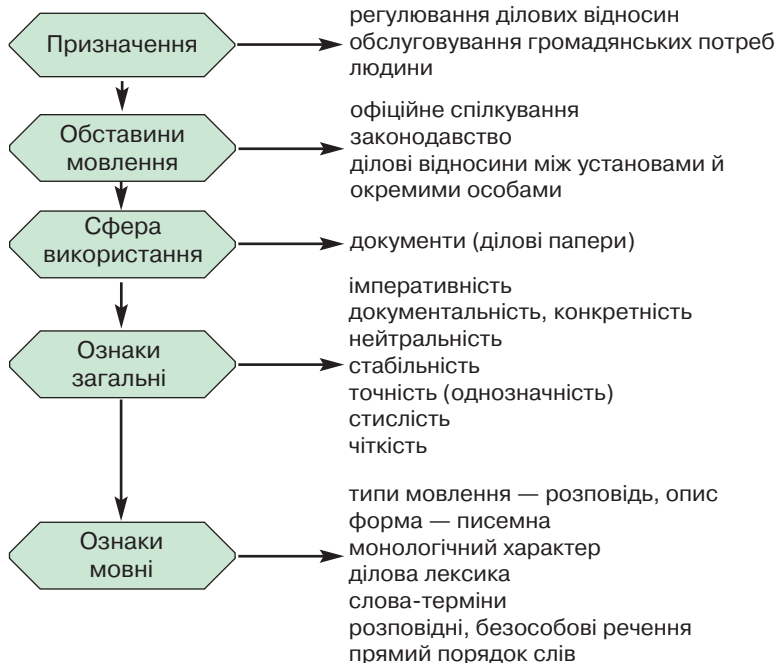 Призначення
регулювання ділових відносин
обслуговування громадянських потреб
людини
Обставини
мовлення
офіційне спілкування
законодавство
ділові відносини між установами й
окремими особами
Сфера
використання
документи (ділові папери)
Ознаки
загальні
імперативність
документальність, конкретність
нейтральність
стабільність
точність (однозначність)
стислість
чіткість
Ознаки
мовні
типи мовлення — розповідь, опис
форма — писемна
монологічний характер
ділова лексика
слова-терміни
розповідні, безособові речення
прямий порядок слів